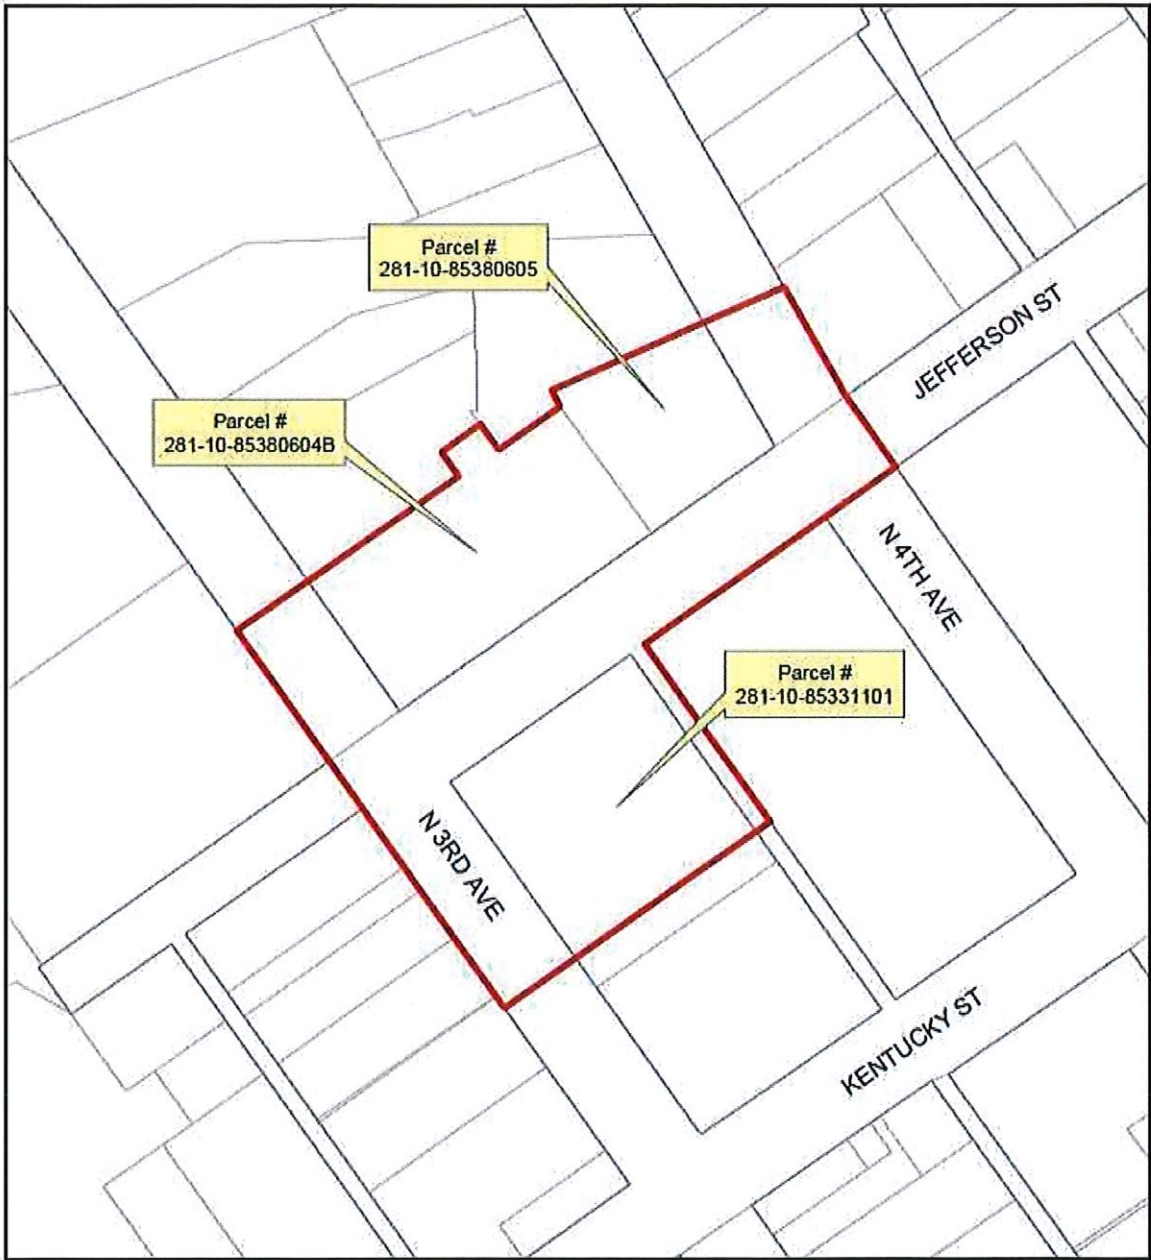 Parcel #
281-10-85380605
JEFFERSON ST
Parcel #
281-10-85380604B
N 4TH AVE
Parcel #
281-10-85331101
N 3RD AVE
KENTUCKY ST